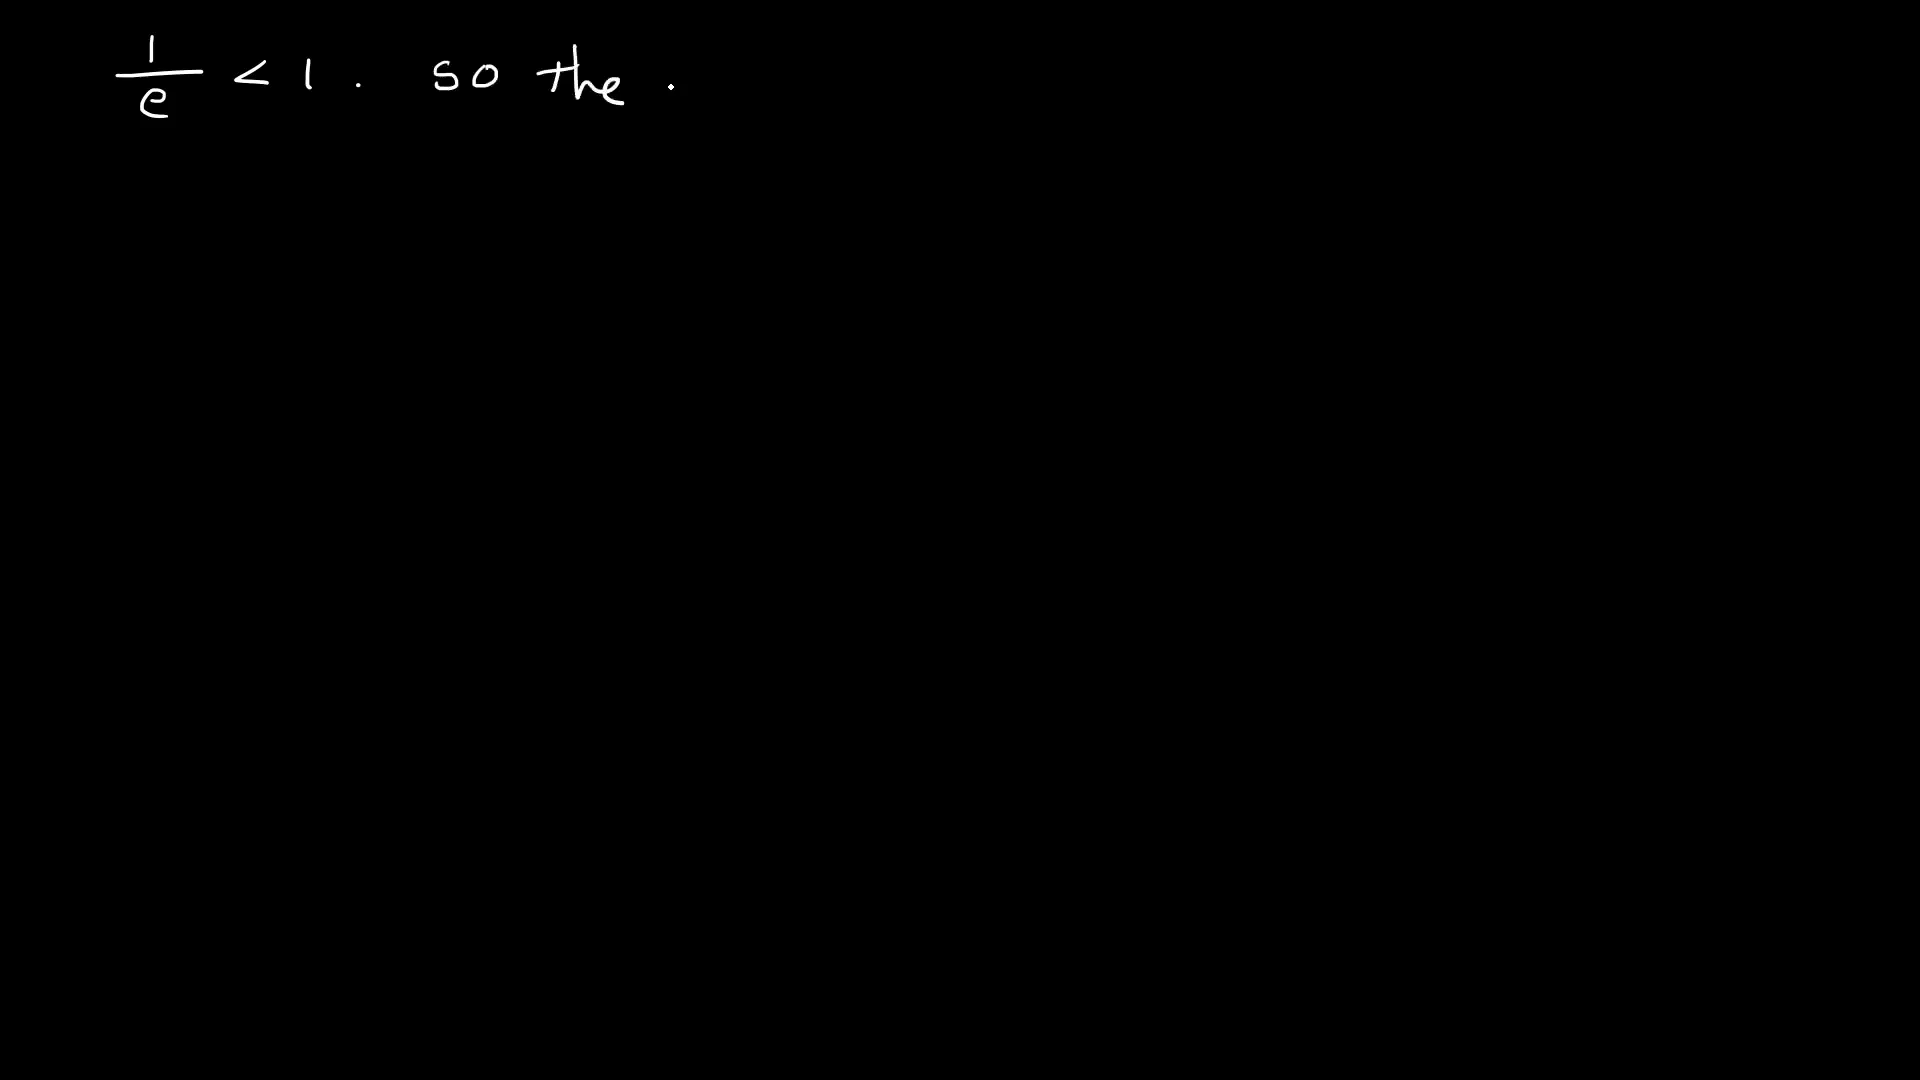 1/e < 1 . so the